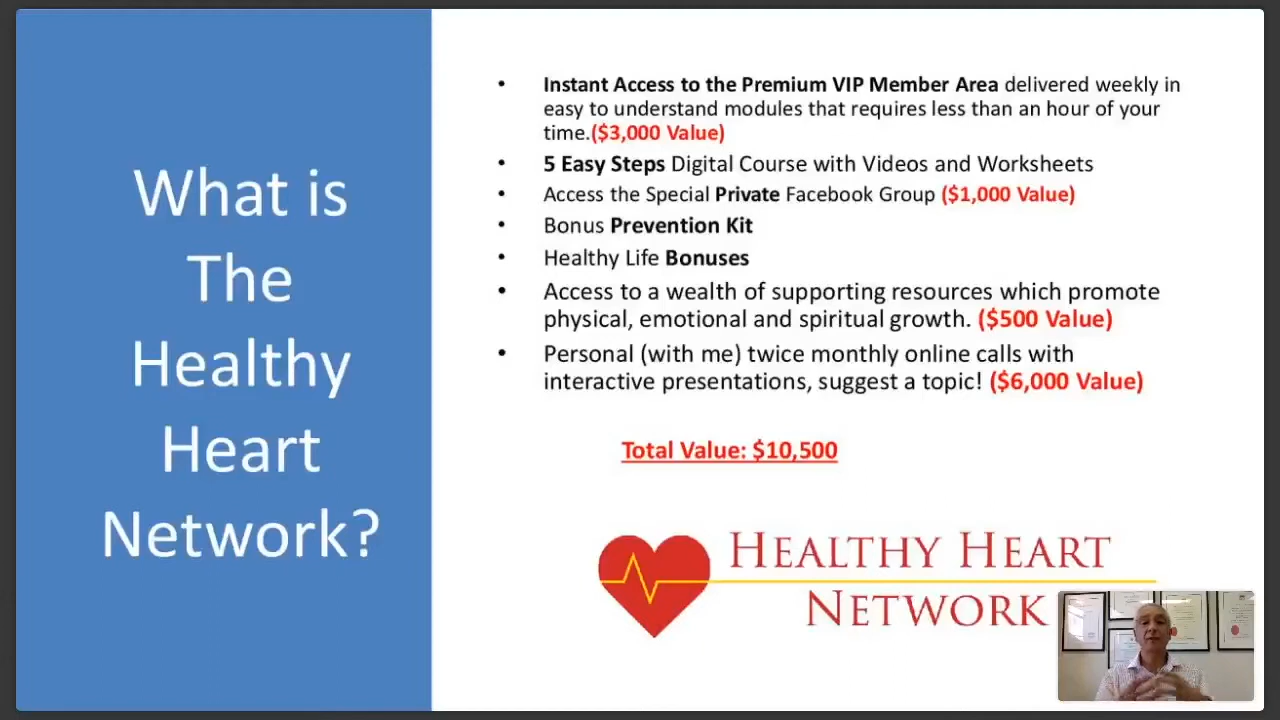 What is
The
Healthy
Heart
Network?
• Instant Access to the Premium VIP Member Area delivered weekly in
easy to understand modules that requires less than an hour of your
time.($3,000 Value)
• 5 Easy Steps Digital Course with Videos and Worksheets
• Access the Special Private Facebook Group ($1,000 Value)
• Bonus Prevention Kit
• Healthy Life Bonuses
• Access to a wealth of supporting resources which promote
physical, emotional and spiritual growth. ($500 Value)
• Personal (with me) twice monthly online calls with
interactive presentations, suggest a topic! ($6,000 Value)
Total Value: $10,500
HEALTHY HEART
NETWORK